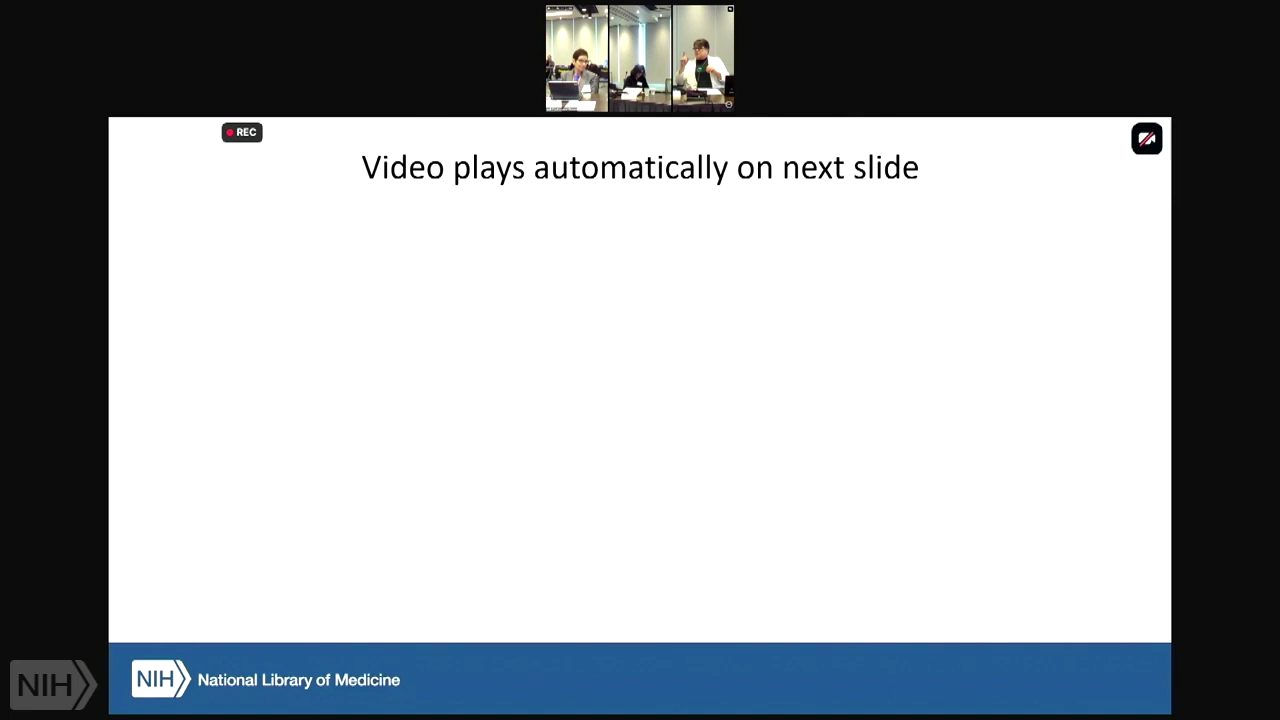 REC
Video plays automatically on next slide
NIH
NIH National Library of Medicine